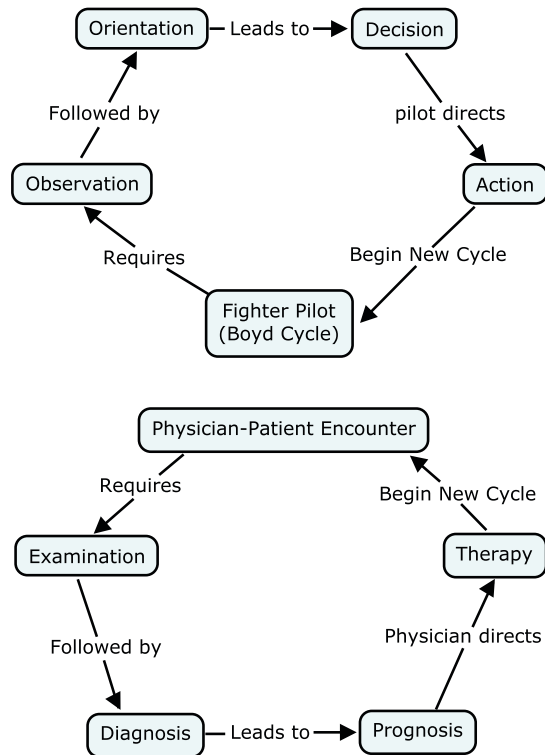 Orientation
Leads to
Decision
Followed by
pilot directs
Observation
Action
Requires
Begin New Cycle
Fighter Pilot
(Boyd Cycle)
Physician-Patient Encounter
Requires
Begin New Cycle
Examination
Therapy
Followed by
Physician directs
Diagnosis
Leads to
Prognosis